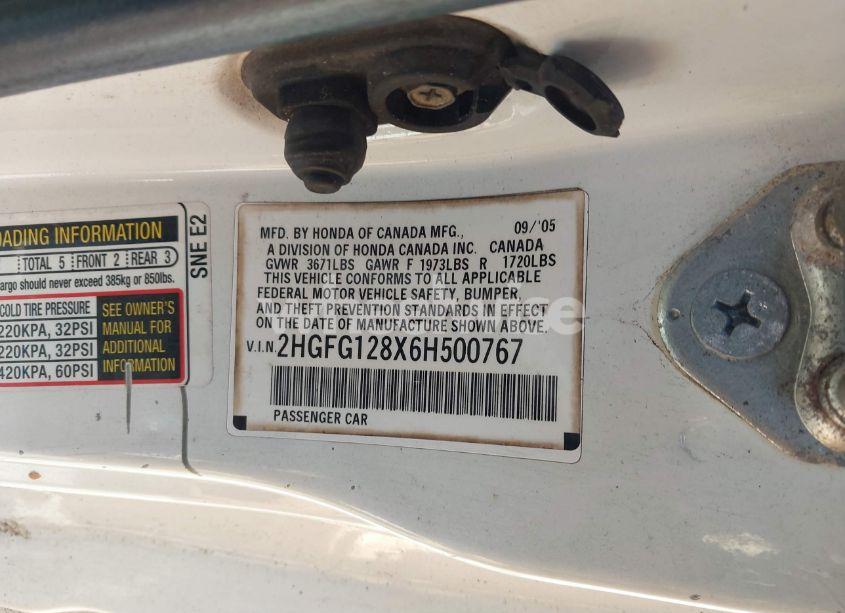 OADING INFORMATION
TOTAL 5 FRONT 2 REAR 3
argo should never exceed 385kg or 850lbs.
COLD TIRE PRESSURE
220KPA, 32PSI
220KPA, 32PSI
420KPA, 60PSI
SEE OWNER'S
MANUAL FOR
ADDITIONAL
INFORMATION
SNE E2
MFD. BY HONDA OF CANADA MFG., 09/'05
A DIVISION OF HONDA CANADA INC. CANADA
GVWR 3671LBS GAWR F 1973LBS R 1720LBS
THIS VEHICLE CONFORMS TO ALL APPLICABLE
FEDERAL MOTOR VEHICLE SAFETY, BUMPER,
AND THEFT PREVENTION STANDARDS IN EFFECT
ON THE DATE OF MANUFACTURE SHOWN ABOVE.
V.I.N. 2HGFG128X6H500767
PASSENGER CAR